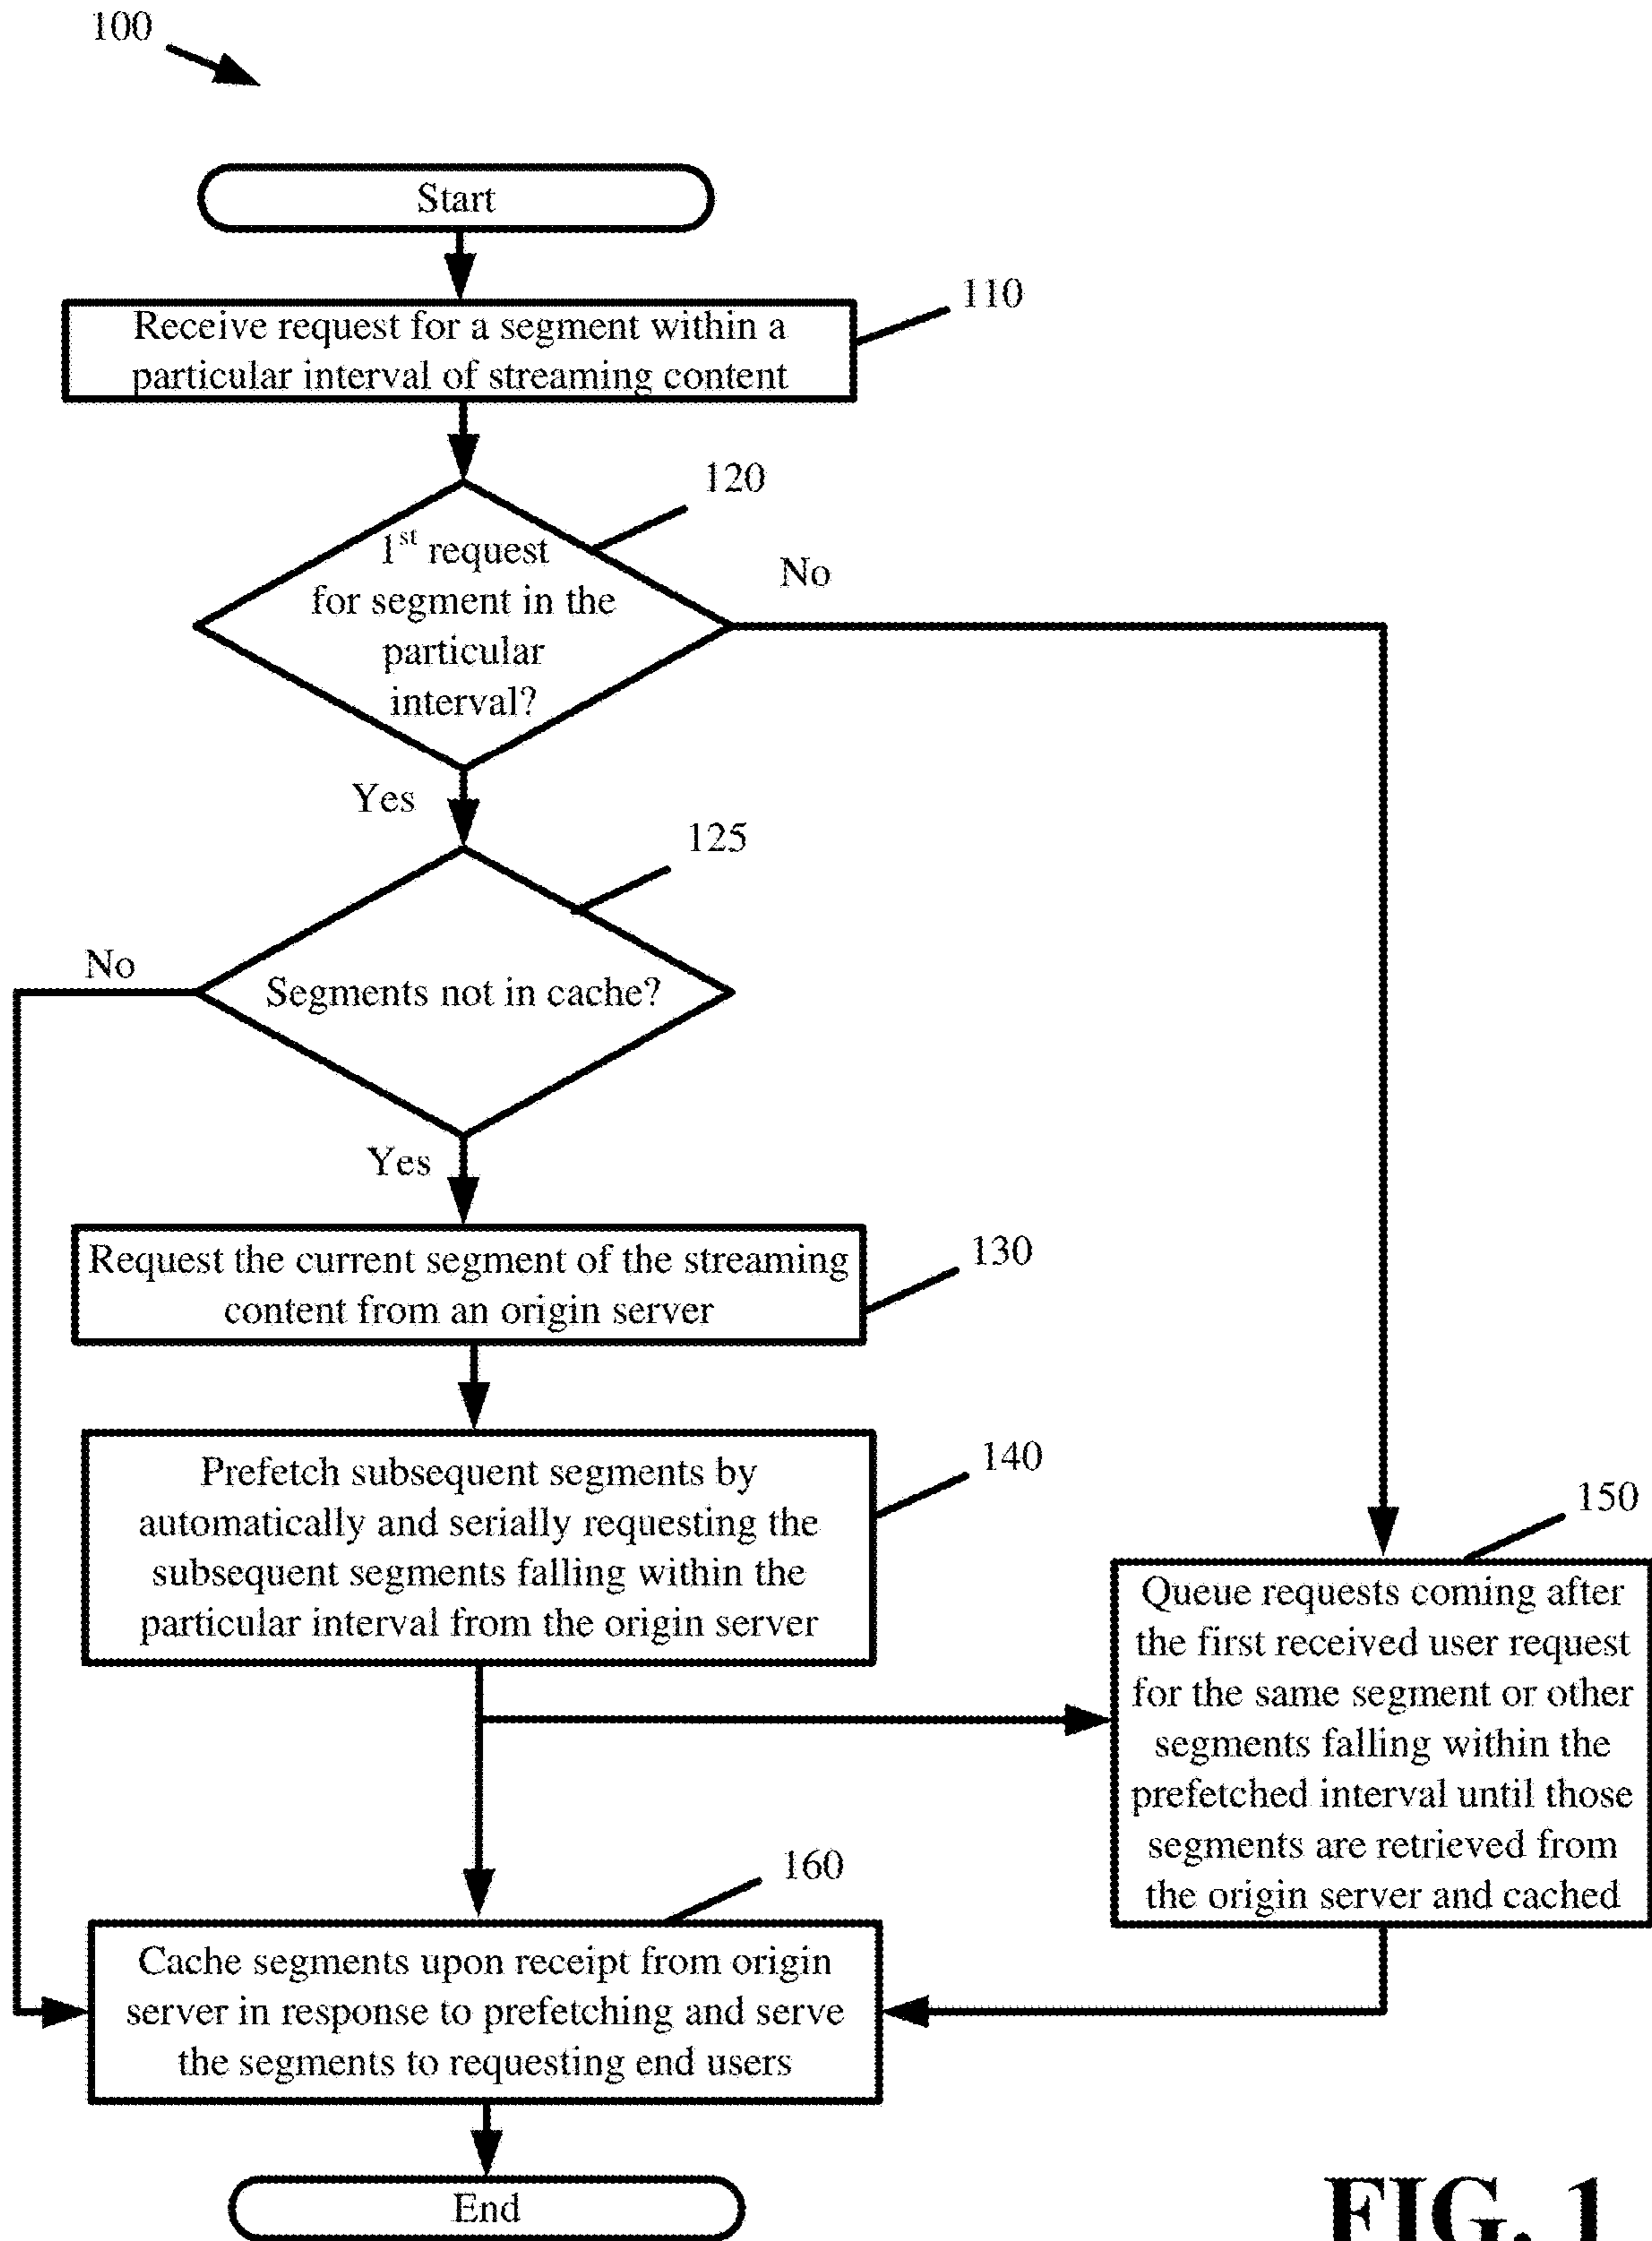 100
Start
110
Receive request for a segment within a
particular interval of streaming content
120
1st request
for segment in the
particular
interval?
No
Yes
125
Segments not in cache?
No
Yes
130
Request the current segment of the streaming
content from an origin server
140
Prefetch subsequent segments by
automatically and serially requesting the
subsequent segments falling within the
particular interval from the origin server
150
Queue requests coming after
the first received user request
for the same segment or other
segments falling within the
prefetched interval until those
segments are retrieved from
the origin server and cached
160
Cache segments upon receipt from origin
server in response to prefetching and serve
the segments to requesting end users
End
FIG. 1